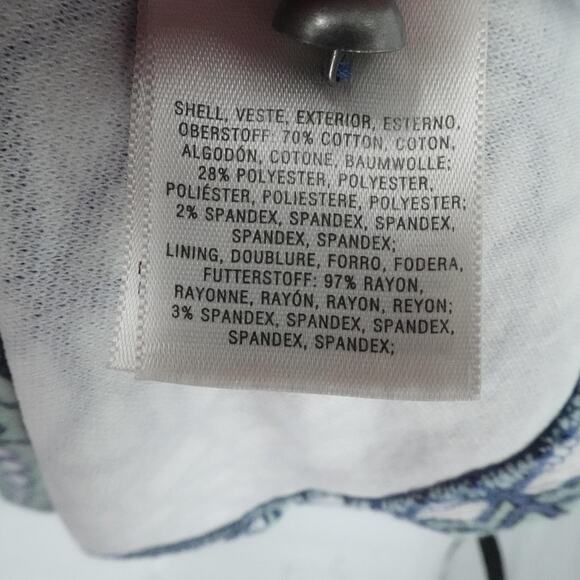 SHELL, VESTE, EXTERIOR, ESTERNO,
OBERSTOFF: 70% COTTON, COTON,
ALGODÓN, COTONE, BAUMWOLLE;
28% POLYESTER, POLYESTER,
POLIÉSTER, POLIESTERE, POLYESTER;
2% SPANDEX, SPANDEX, SPANDEX,
SPANDEX, SPANDEX;
LINING, DOUBLURE, FORRO, FODERA,
FUTTERSTOFF: 97% RAYON,
RAYONNE, RAYÓN, RAYON, REYON;
3% SPANDEX, SPANDEX, SPANDEX,
SPANDEX, SPANDEX;